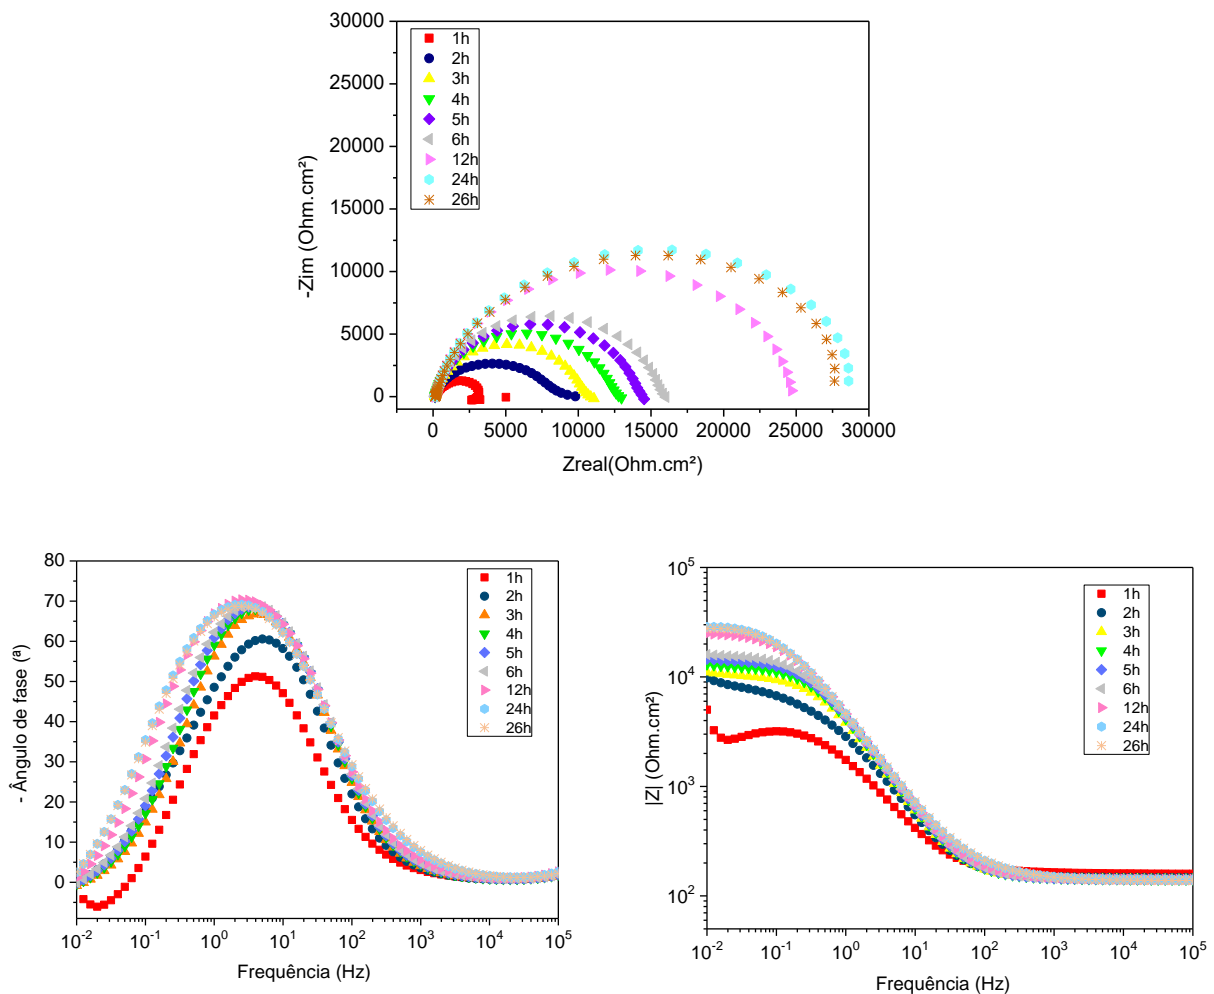 30000
25000
20000
15000
10000
5000
0
-Zim (Ohm.cm²)
1h
2h
3h
4h
5h
6h
12h
24h
26h
0 5000 10000 15000 20000 25000 30000
Zreal(Ohm.cm²)
80
70
60
50
40
30
20
10
0
- Ângulo de fase (ª)
1h
2h
3h
4h
5h
6h
12h
24h
26h
10⁻² 10⁻¹ 10⁰ 10¹ 10² 10³ 10⁴ 10⁵
Frequência (Hz)
10⁵
10⁴
10³
10²
|Z| (Ohm.cm²)
1h
2h
3h
4h
5h
6h
12h
24h
26h
10⁻² 10⁻¹ 10⁰ 10¹ 10² 10³ 10⁴ 10⁵
Frequência (Hz)